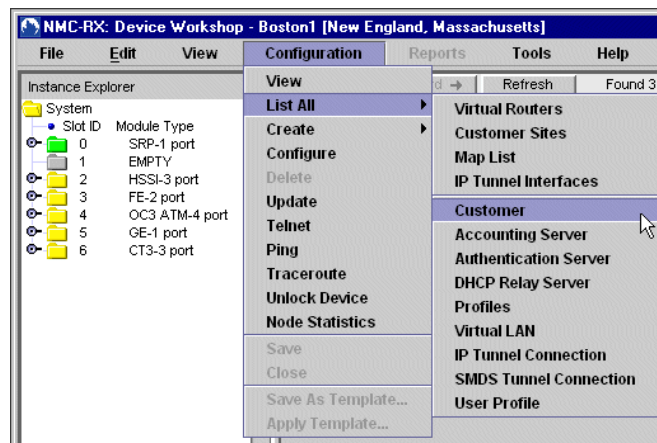 NMC-RX: Device Workshop - Boston1 [New England, Massachusetts]
File Edit View Configuration Reports Tools Help
Instance Explorer
Refresh
Found 3
System
Slot ID Module Type
0 SRP-1 port
1 EMPTY
2 HSSI-3 port
3 FE-2 port
4 OC3 ATM-4 port
5 GE-1 port
6 CT3-3 port
View
List All
Create
Configure
Delete
Update
Telnet
Ping
Traceroute
Unlock Device
Node Statistics
Save
Close
Save As Template...
Apply Template...
Virtual Routers
Customer Sites
Map List
IP Tunnel Interfaces
Customer
Accounting Server
Authentication Server
DHCP Relay Server
Profiles
Virtual LAN
IP Tunnel Connection
SMDS Tunnel Connection
User Profile